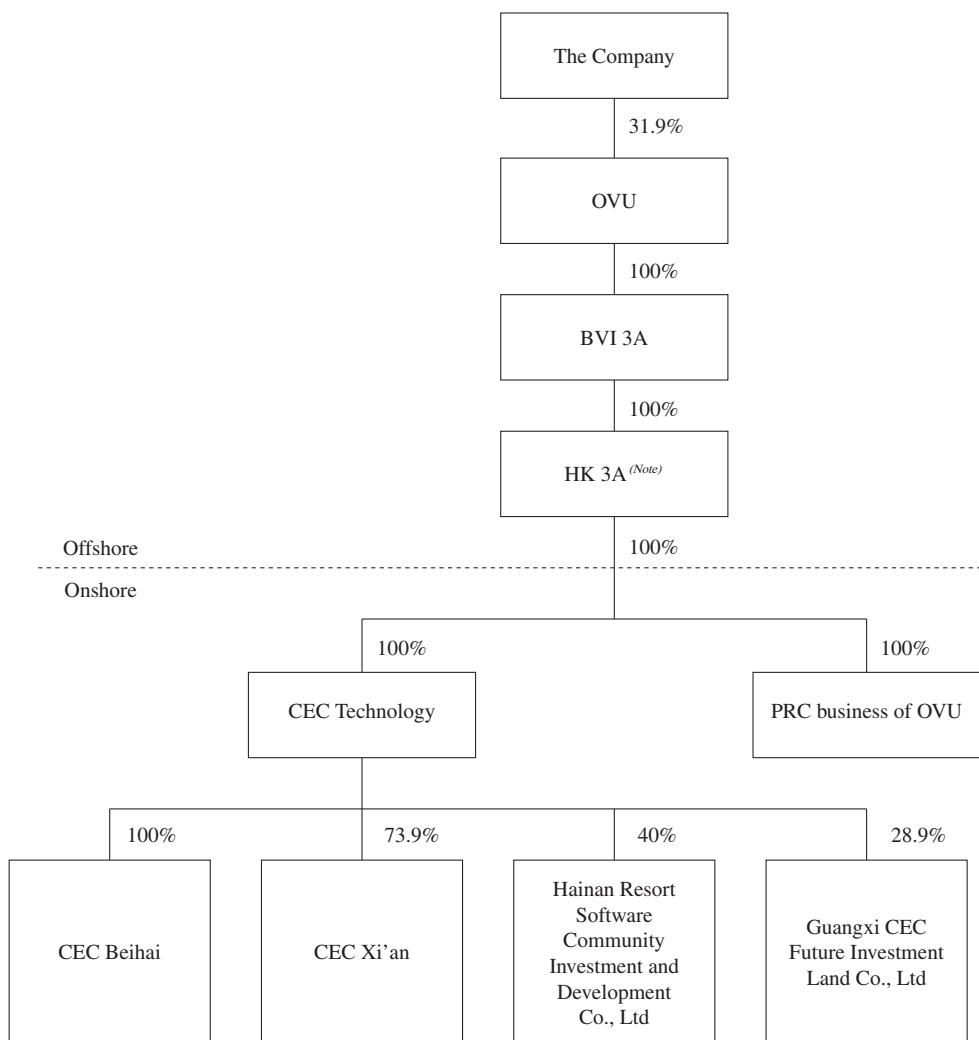 The Company
31.9%
OVU
100%
BVI 3A
100%
HK 3A (Note)
Offshore
100%
Onshore
100%
100%
CEC Technology
PRC business of OVU
100%
73.9%
40%
28.9%
CEC Beihai
CEC Xi’an
Hainan Resort
Software
Community
Investment and
Development
Co., Ltd
Guangxi CEC
Future Investment
Land Co., Ltd